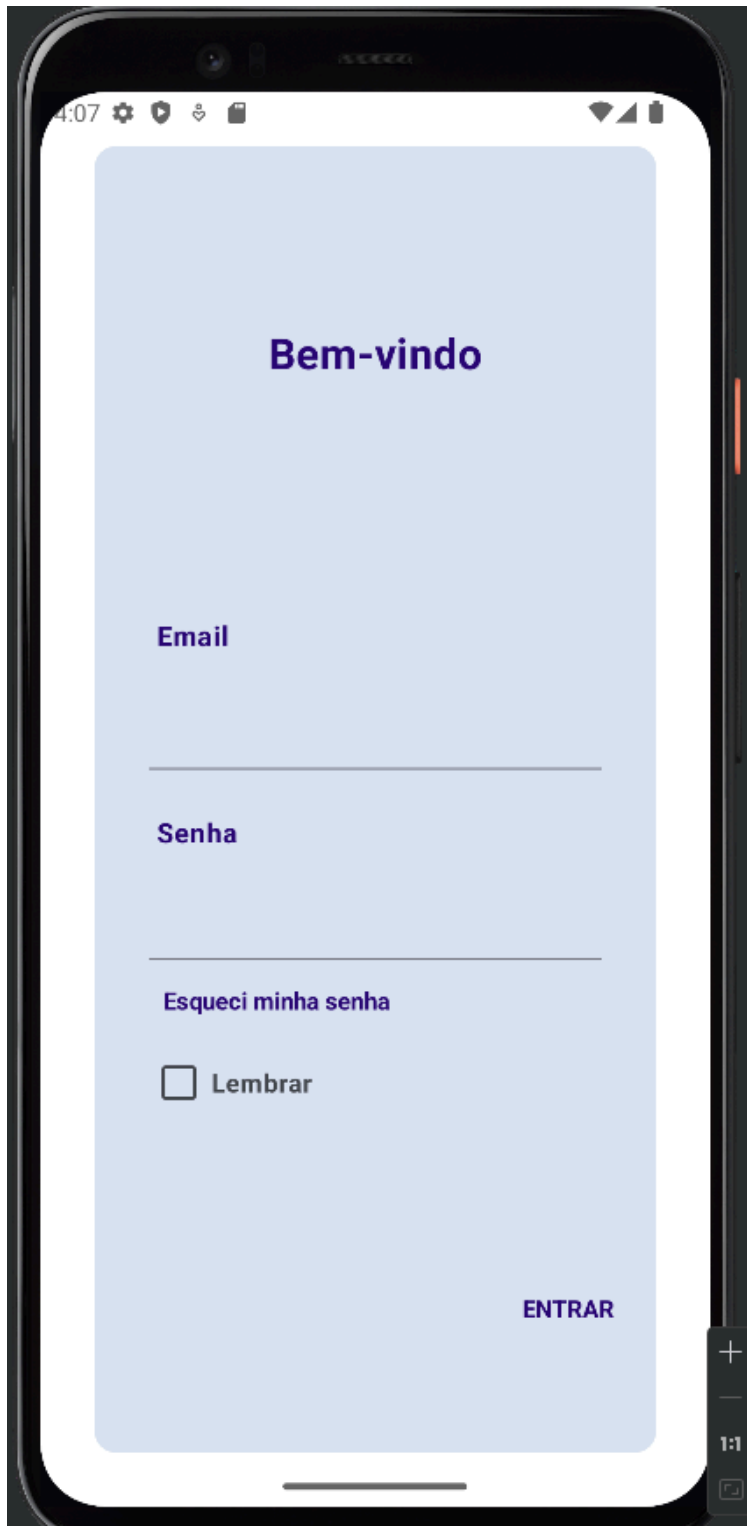 4:07
Bem-vindo
Email
Senha
Esqueci minha senha
Lembrar
ENTRAR
1:1